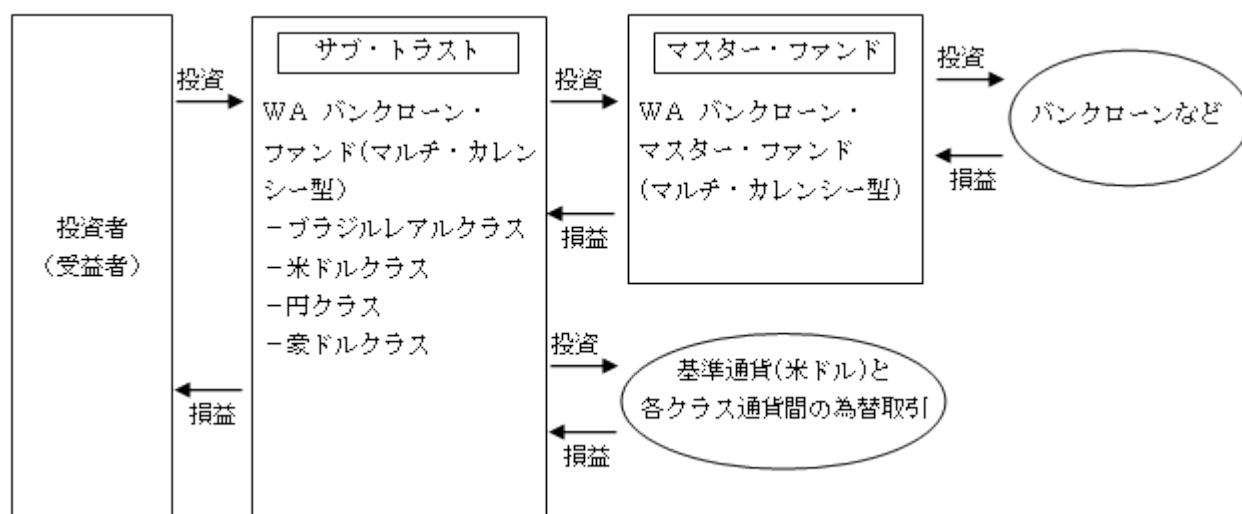 投資者
(受益者)
投資
損益
サブ・トラスト
WA バンクローン・
ファンド(マルチ・カレン
シー型)
-ブラジルレアルクラス
-米ドルクラス
-円クラス
-豪ドルクラス
投資
損益
マスター・ファンド
WA バンクローン・
マスター・ファンド
(マルチ・カレンシー型)
投資
損益
バンクローンなど
投資
損益
基準通貨(米ドル)と
各クラス通貨間の為替取引